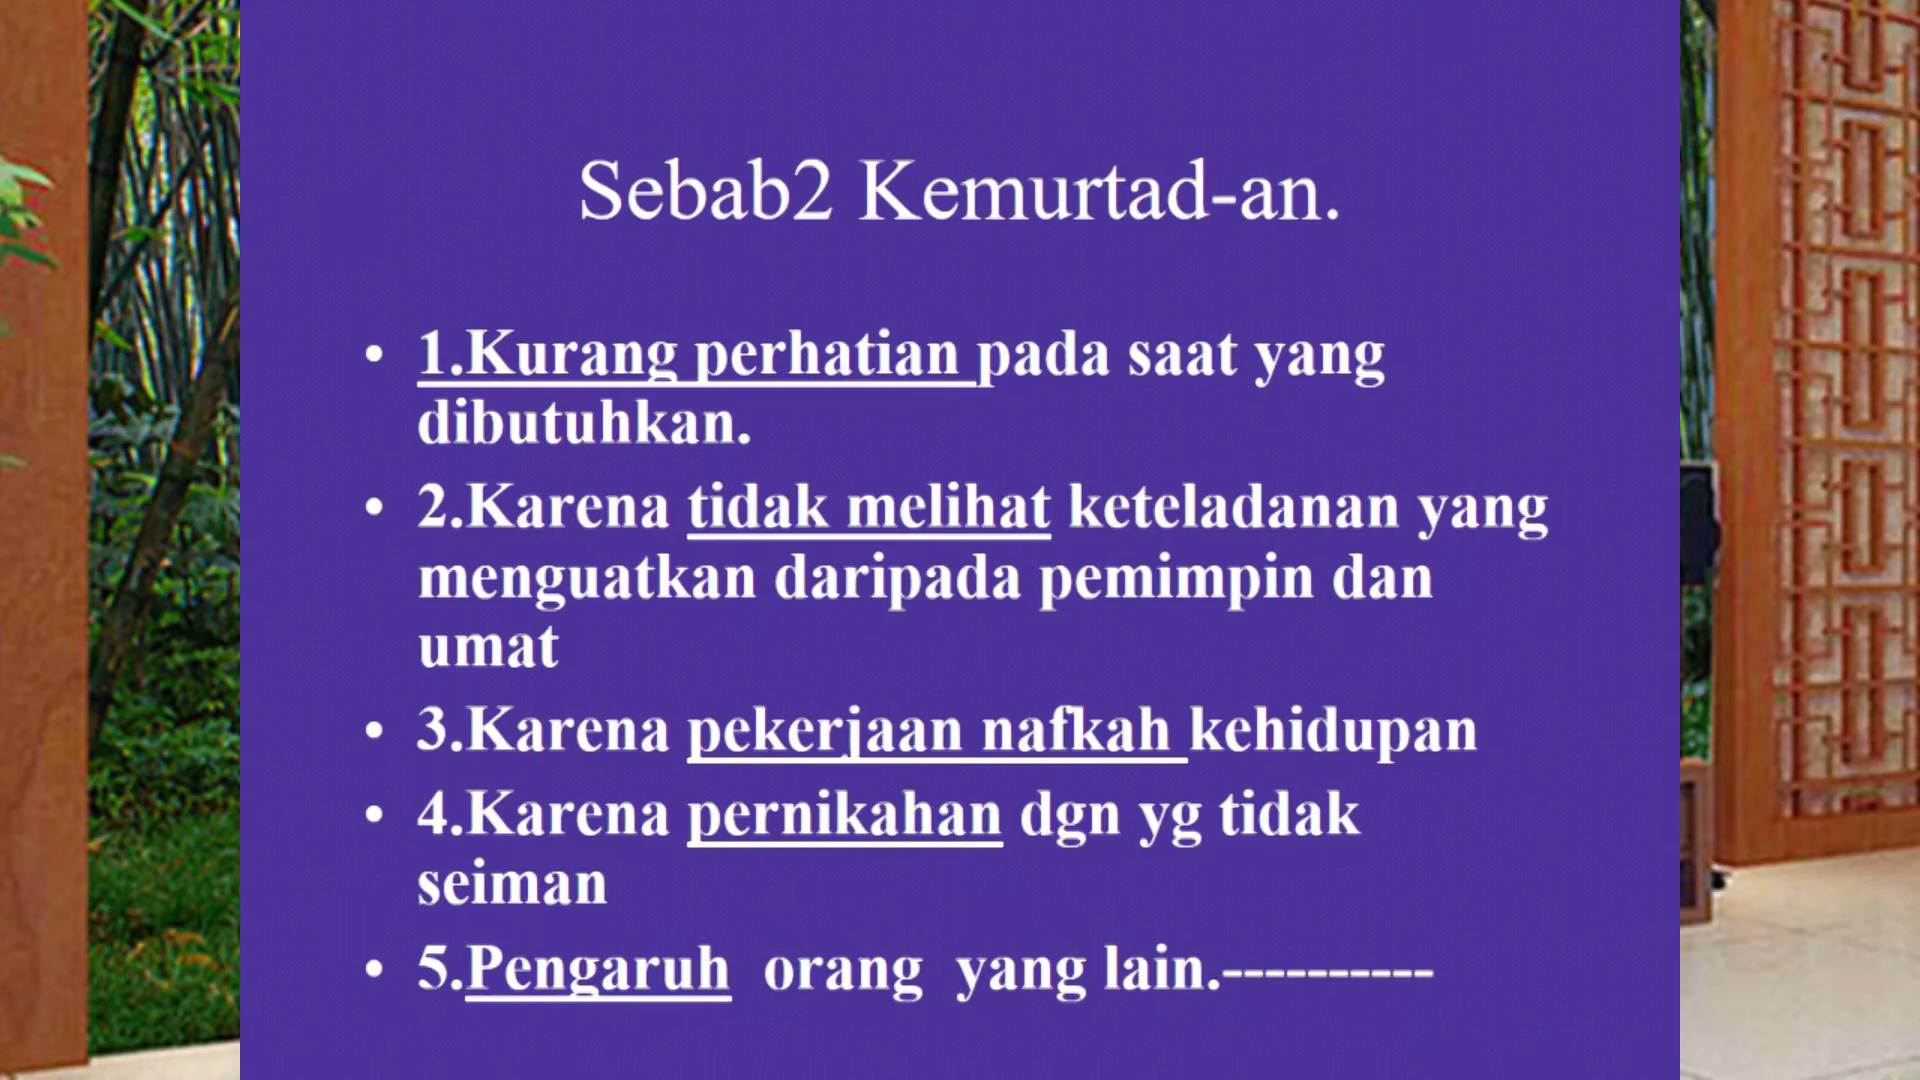 Sebab2 Kemurtad-an.
• 1.Kurang perhatian pada saat yang
dibutuhkan.
• 2.Karena tidak melihat keteladanan yang
menguatkan daripada pemimpin dan
umat
• 3.Karena pekerjaan nafkah kehidupan
• 4.Karena pernikahan dgn yg tidak
seiman
• 5.Pengaruh orang yang lain.----------